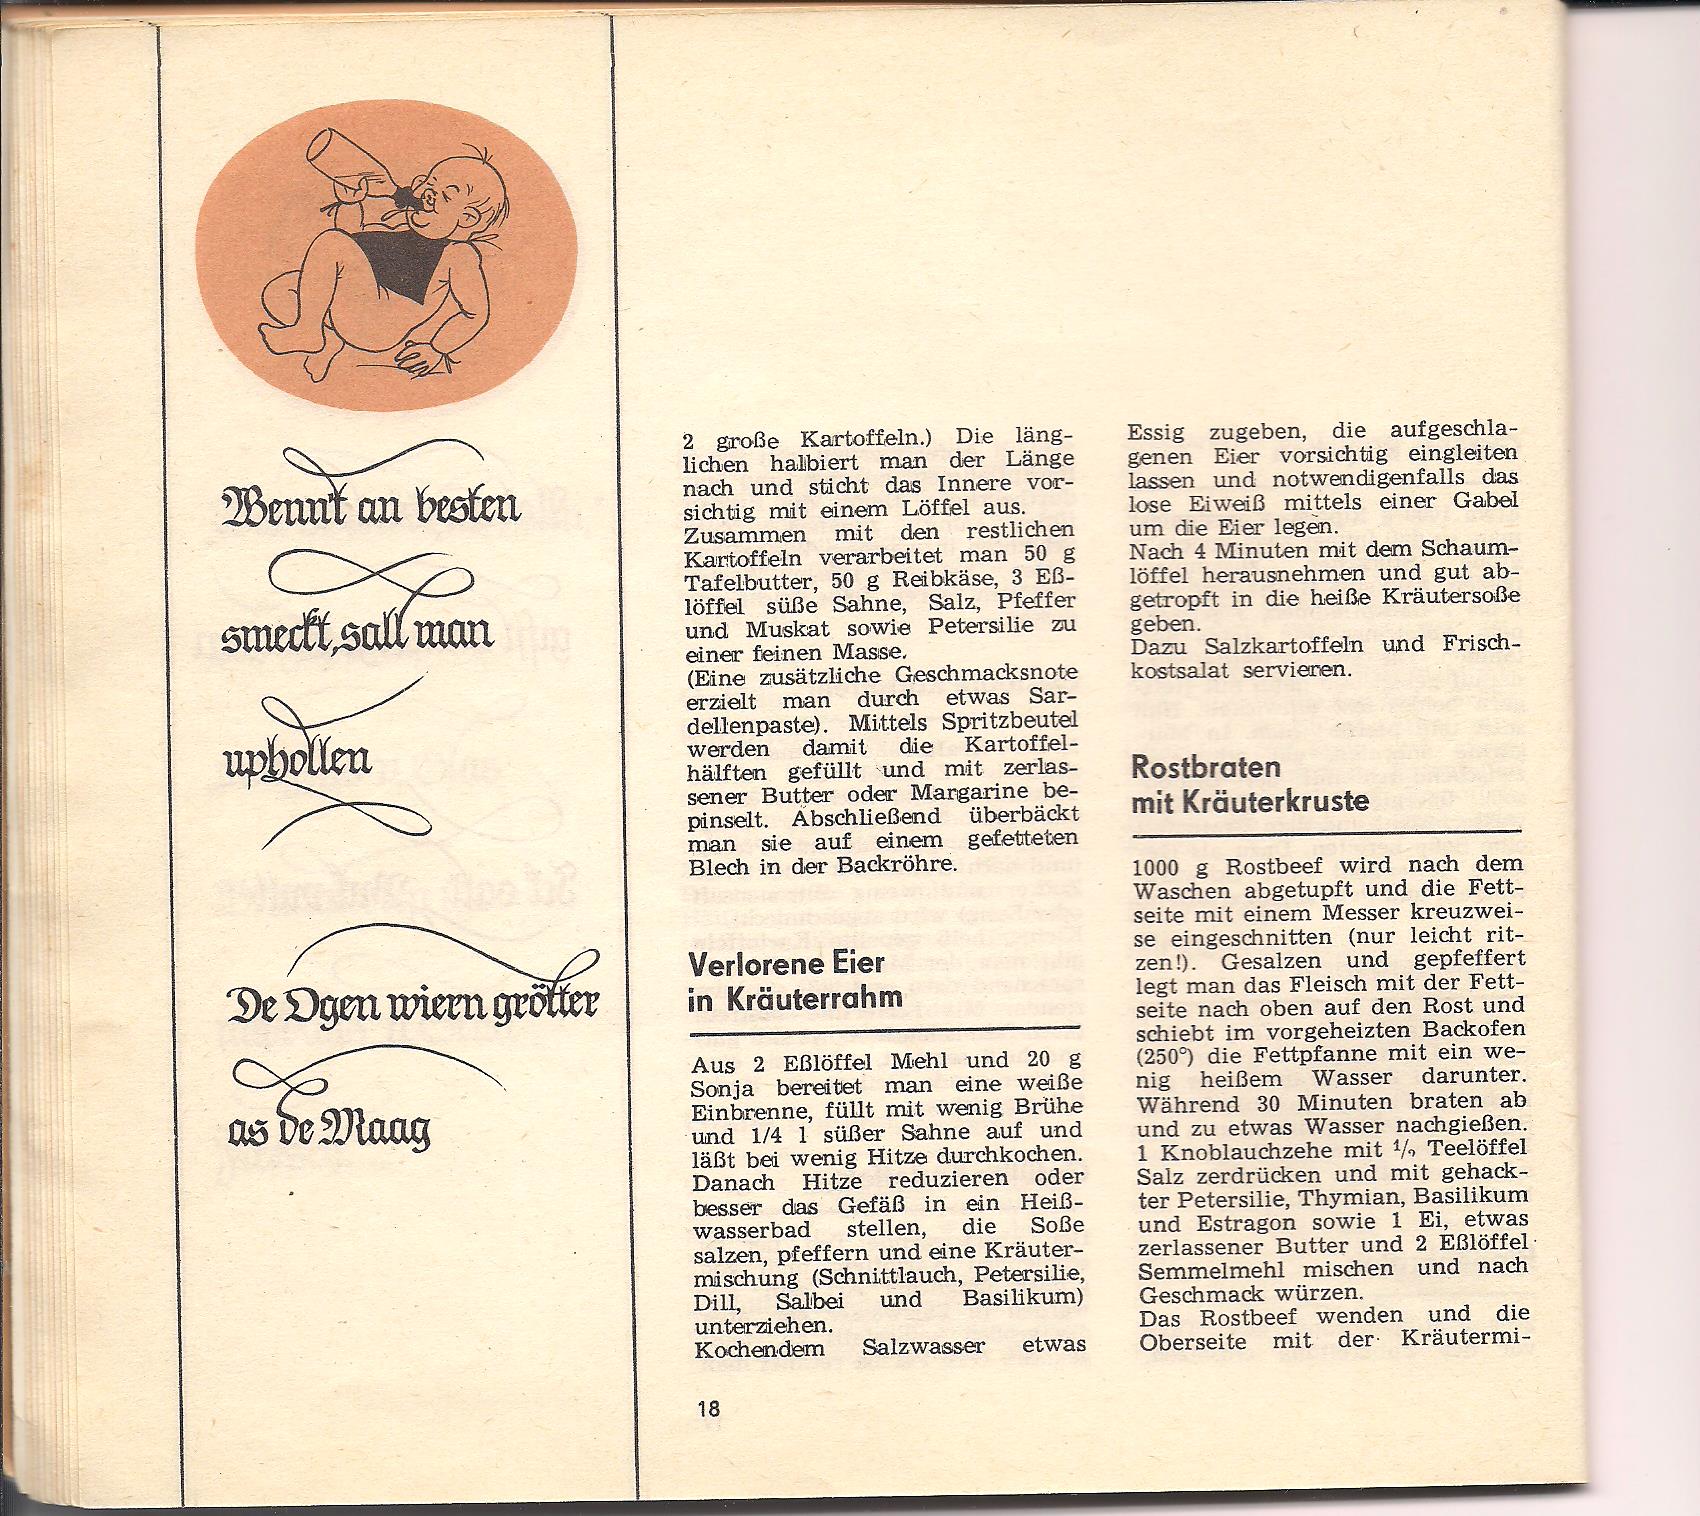 Wennt an besten
smeckt, sall man
uphollen
De Ogen wiern grötter
as de Maag
2 große Kartoffeln.) Die läng-
lichen halbiert man der Länge
nach und sticht das Innere vor-
sichtig mit einem Löffel aus.
Zusammen mit den restlichen
Kartoffeln verarbeitet man 50 g
Tafelbutter, 50 g Reibkäse, 3 Eß-
löffel süße Sahne, Salz, Pfeffer
und Muskat sowie Petersilie zu
einer feinen Masse.
(Eine zusätzliche Geschmacksnote
erzielt man durch etwas Sar-
dellenpaste). Mittels Spritzbeutel
werden damit die Kartoffel-
hälften gefüllt und mit zerlas-
sener Butter oder Margarine be-
pinselt. Abschließend überbäckt
man sie auf einem gefetteten
Blech in der Backröhre.
Verlorene Eier
in Kräuterrahm
Aus 2 Eßlöffel Mehl und 20 g
Sonja bereitet man eine weiße
Einbrenne, füllt mit wenig Brühe
und 1/4 l süßer Sahne auf und
läßt bei wenig Hitze durchkochen.
Danach Hitze reduzieren oder
besser das Gefäß in ein Heiß-
wasserbad stellen, die Soße
salzen, pfeffern und eine Kräuter-
mischung (Schnittlauch, Petersilie,
Dill, Salbei und Basilikum)
unterziehen.
Kochendem Salzwasser etwas
Essig zugeben, die aufgeschla-
genen Eier vorsichtig eingleiten
lassen und notwendigenfalls das
lose Eiweiß mittels einer Gabel
um die Eier legen.
Nach 4 Minuten mit dem Schaum-
löffel herausnehmen und gut ab-
getropft in die heiße Kräutersoße
geben.
Dazu Salzkartoffeln und Frisch-
kostsalat servieren.
Rostbraten
mit Kräuterkruste
1000 g Rostbeef wird nach dem
Waschen abgetupft und die Fett-
seite mit einem Messer kreuzwei-
se eingeschnitten (nur leicht rit-
zen!). Gesalzen und gepfeffert
legt man das Fleisch mit der Fett-
seite nach oben auf den Rost und
schiebt im vorgeheizten Backofen
(250°) die Fettpfanne mit ein we-
nig heißem Wasser darunter.
Während 30 Minuten braten ab
und zu etwas Wasser nachgießen.
1 Knoblauchzehe mit 1/2 Teelöffel
Salz zerdrücken und mit gehack-
ter Petersilie, Thymian, Basilikum
und Estragon sowie 1 Ei, etwas
zerlassener Butter und 2 Eßlöffel
Semmelmehl mischen und nach
Geschmack würzen.
Das Rostbeef wenden und die
Oberseite mit der Kräutermi-
18